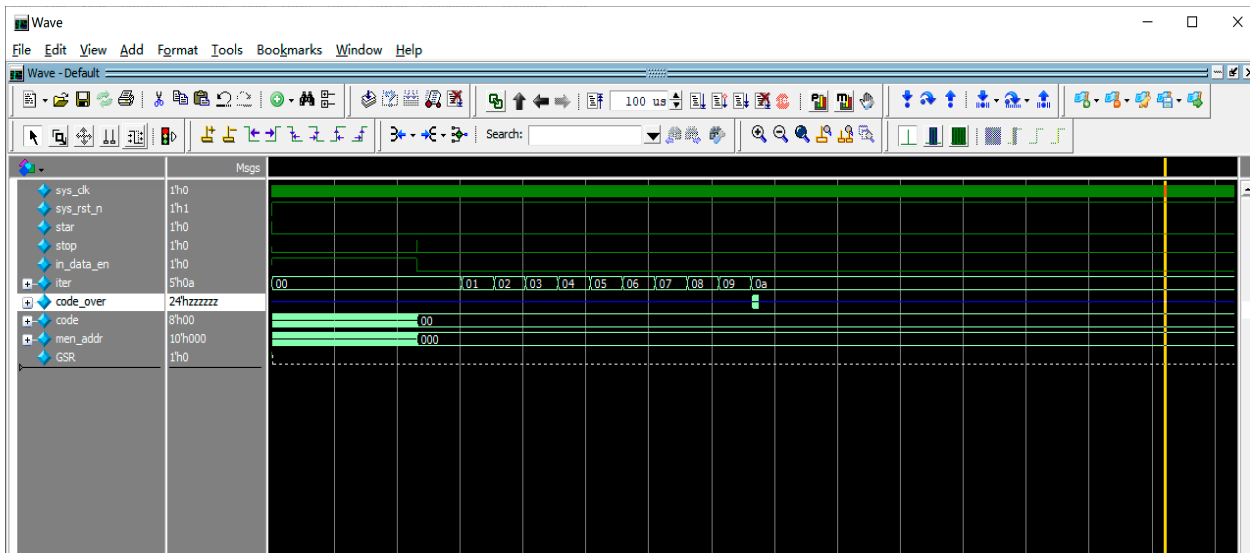 Wave
File Edit View Add Format Tools Bookmarks Window Help
Wave - Default
100 us
Search:
Msgs
sys_clk 1'h0
sys_rst_n 1'h1
star 1'h0
stop 1'h0
in_data_en 1'h0
iter 5'h0a 00 01 02 03 04 05 06 07 08 09 0a
code_over 24'hzzzzzz
code 8'h00 00
men_addr 10'h000 000
GSR 1'h0